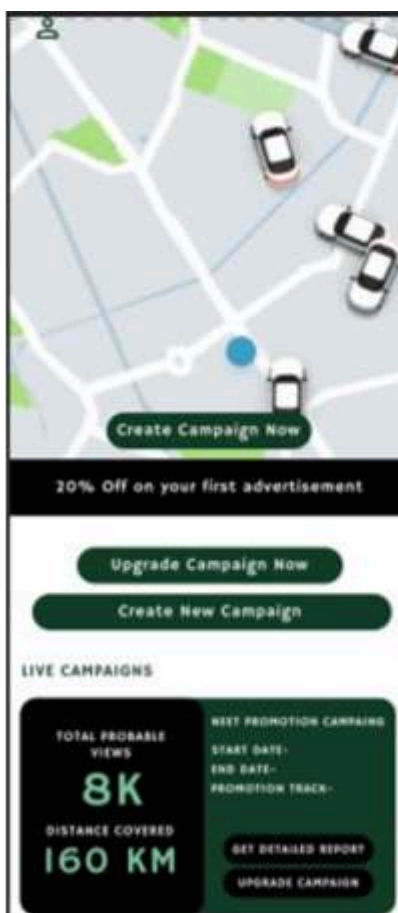 Create Campaign Now
20% Off on your first advertisement
Upgrade Campaign Now
Create New Campaign
LIVE CAMPAIGNS
TOTAL PROBABLE
VIEWS
8K
DISTANCE COVERED
160 KM
NEET PROMOTION CAMPAING
START DATE-
END DATE-
PROMOTION TRACK-
GET DETAILED REPORT
UPGRADE CAMPAIGN